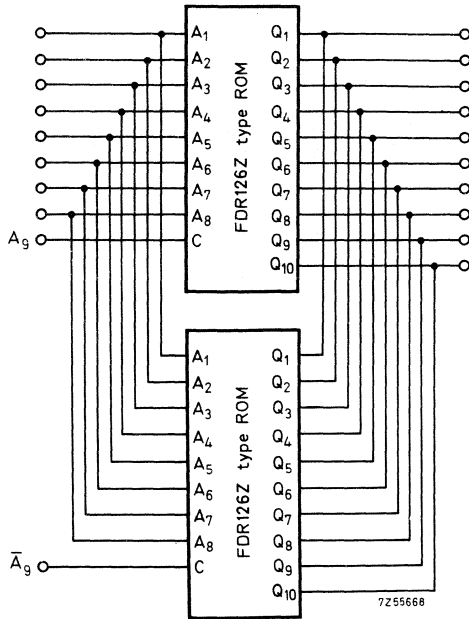 A1
A2
A3
A4
A5
A6
A7
A8
C
FDR126Z type ROM
Q1
Q2
Q3
Q4
Q5
Q6
Q7
Q8
Q9
Q10
A9
A1
A2
A3
A4
A5
A6
A7
A8
C
FDR126Z type ROM
Q1
Q2
Q3
Q4
Q5
Q6
Q7
Q8
Q9
Q10
Ā9
7Z55668